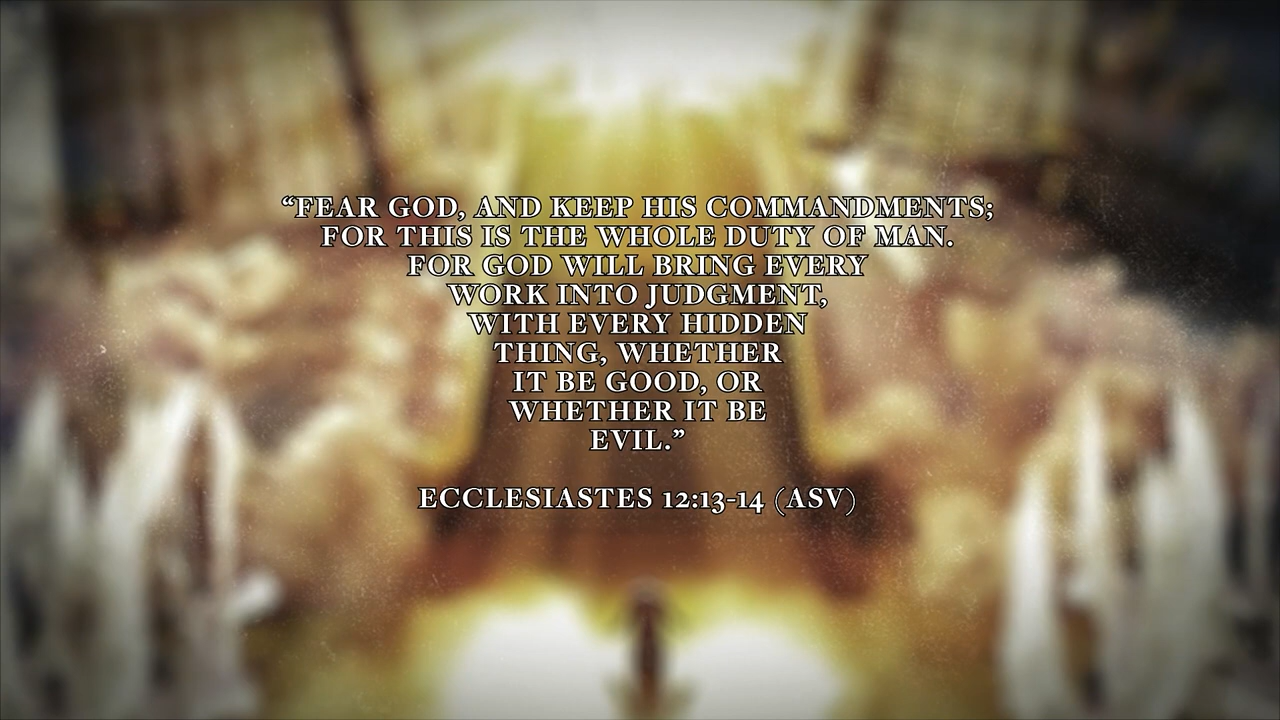 “FEAR GOD, AND KEEP HIS COMMANDMENTS;
FOR THIS IS THE WHOLE DUTY OF MAN.
FOR GOD WILL BRING EVERY
WORK INTO JUDGMENT,
WITH EVERY HIDDEN
THING, WHETHER
IT BE GOOD, OR
WHETHER IT BE
EVIL.”
ECCLESIASTES 12:13-14 (ASV)